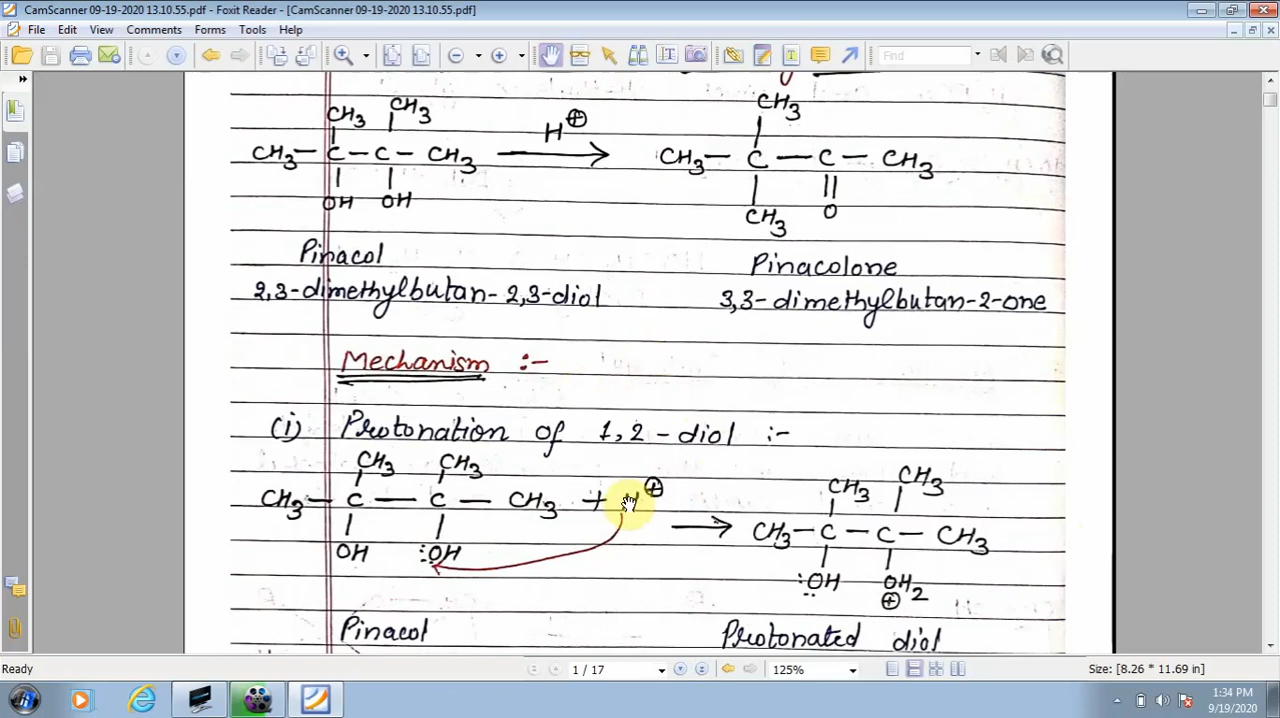 CamScanner 09-19-2020 13.10.55.pdf - Foxit Reader - [CamScanner 09-19-2020 13.10.55.pdf]
File Edit View Comments Forms Tools Help
Find
CH3 CH3 CH3
CH3 - C - C - CH3 H⊕ → CH3 - C - C - CH3
OH OH CH3 O
Pinacol Pinacolone
2,3-dimethylbutan-2,3-diol 3,3-dimethylbutan-2-one
Mechanism :-
(i) Protonation of 1,2-diol :-
CH3 CH3 CH3 CH3
CH3 - C - C - CH3 + H⊕ → CH3 - C - C - CH3
OH :OH :OH OH2
⊕
Pinacol Protonated diol
Ready 1 / 17 125% Size: [8.26 * 11.69 in]
1:34 PM
9/19/2020